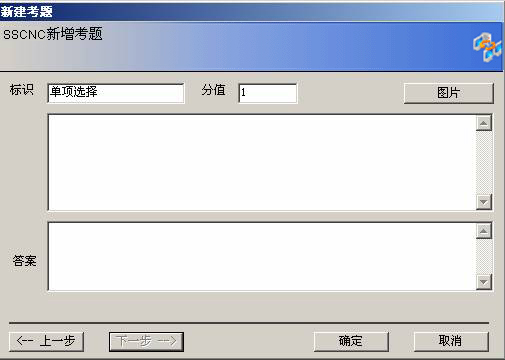 新建考题
SSCNC新增考题
标识 单项选择 分值 1 图片
答案
<-- 上一步 下一步 --> 确定 取消